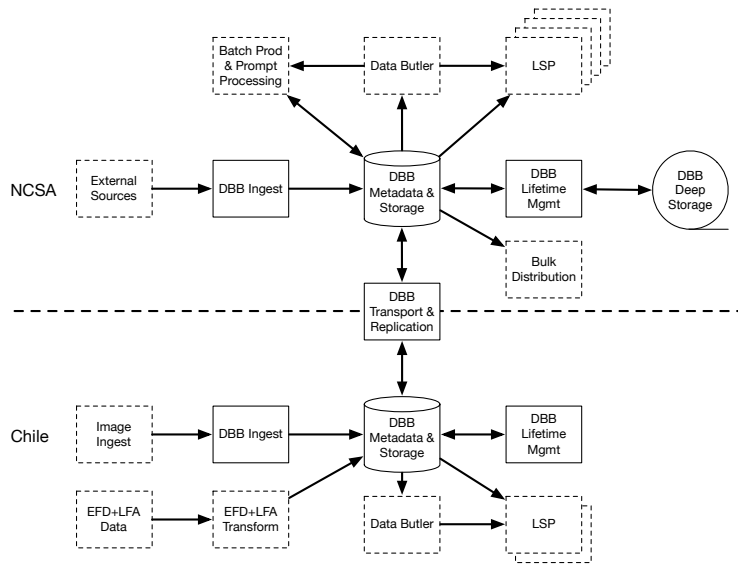 Batch Prod
& Prompt
Processing
Data Butler
LSP
NCSA
External
Sources
DBB Ingest
DBB
Metadata &
Storage
DBB
Lifetime
Mgmt
DBB
Deep
Storage
Bulk
Distribution
DBB
Transport &
Replication
Chile
Image
Ingest
DBB Ingest
DBB
Metadata &
Storage
DBB
Lifetime
Mgmt
EFD+LFA
Data
EFD+LFA
Transform
Data Butler
LSP